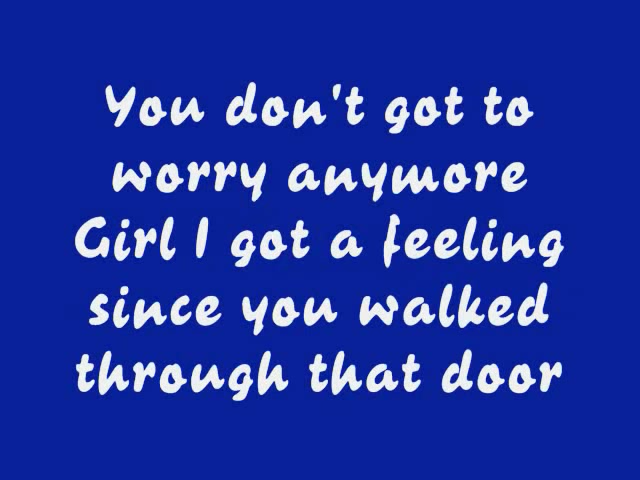 You don't got to
worry anymore
Girl I got a feeling
since you walked
through that door